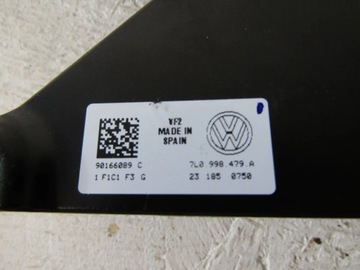 VF2
MADE IN
SPAIN
90166089 C
7L0 998 479 A
1 F1C1 F3 G
23 185 0750